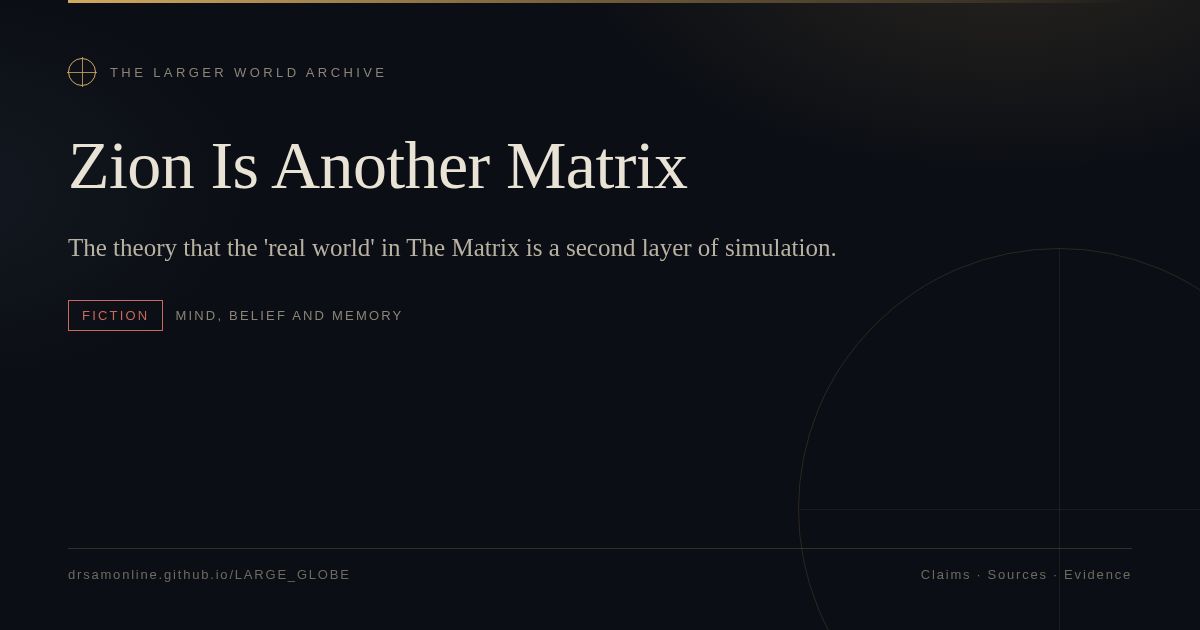 THE LARGER WORLD ARCHIVE
Zion Is Another Matrix
The theory that the 'real world' in The Matrix is a second layer of simulation.
FICTION MIND, BELIEF AND MEMORY
drsamonline.github.io/LARGE_GLOBE Claims · Sources · Evidence